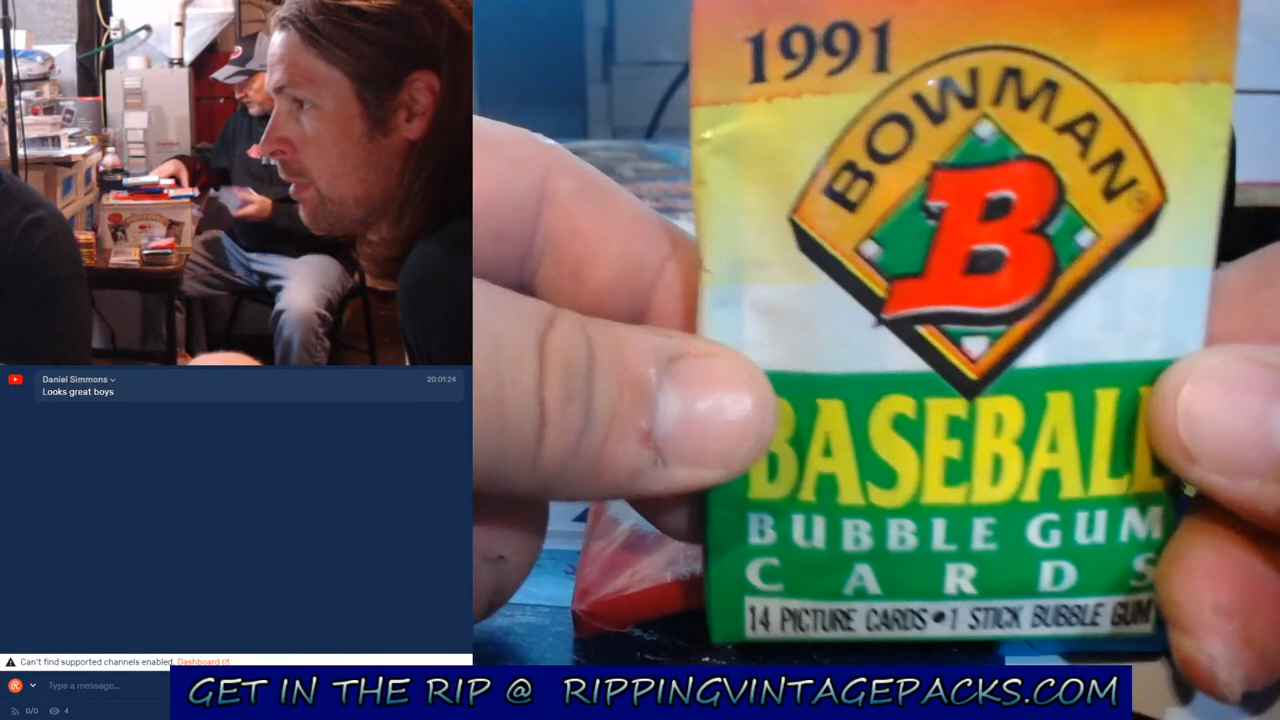 1991
BOWMAN®
B
BASEBALL
BUBBLE GUM
CARDS
14 PICTURE CARDS • 1 STICK BUBBLE GUM
Daniel Simmons 20:01:24
Looks great boys
Can't find supported channels enabled. Dashboard
Type a message...
0/0 4
GET IN THE RIP @ RIPPINGVINTAGEPACKS.COM